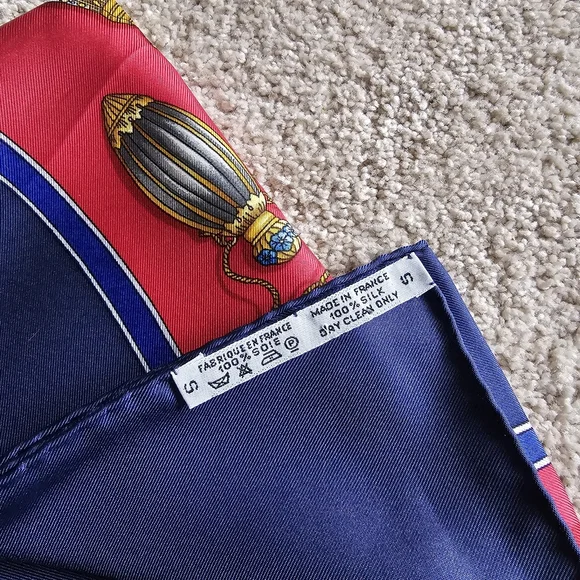 FABRIQUE EN FRANCE
100% SOIE
S
MADE IN FRANCE
100% SILK
DRY CLEAN ONLY
S